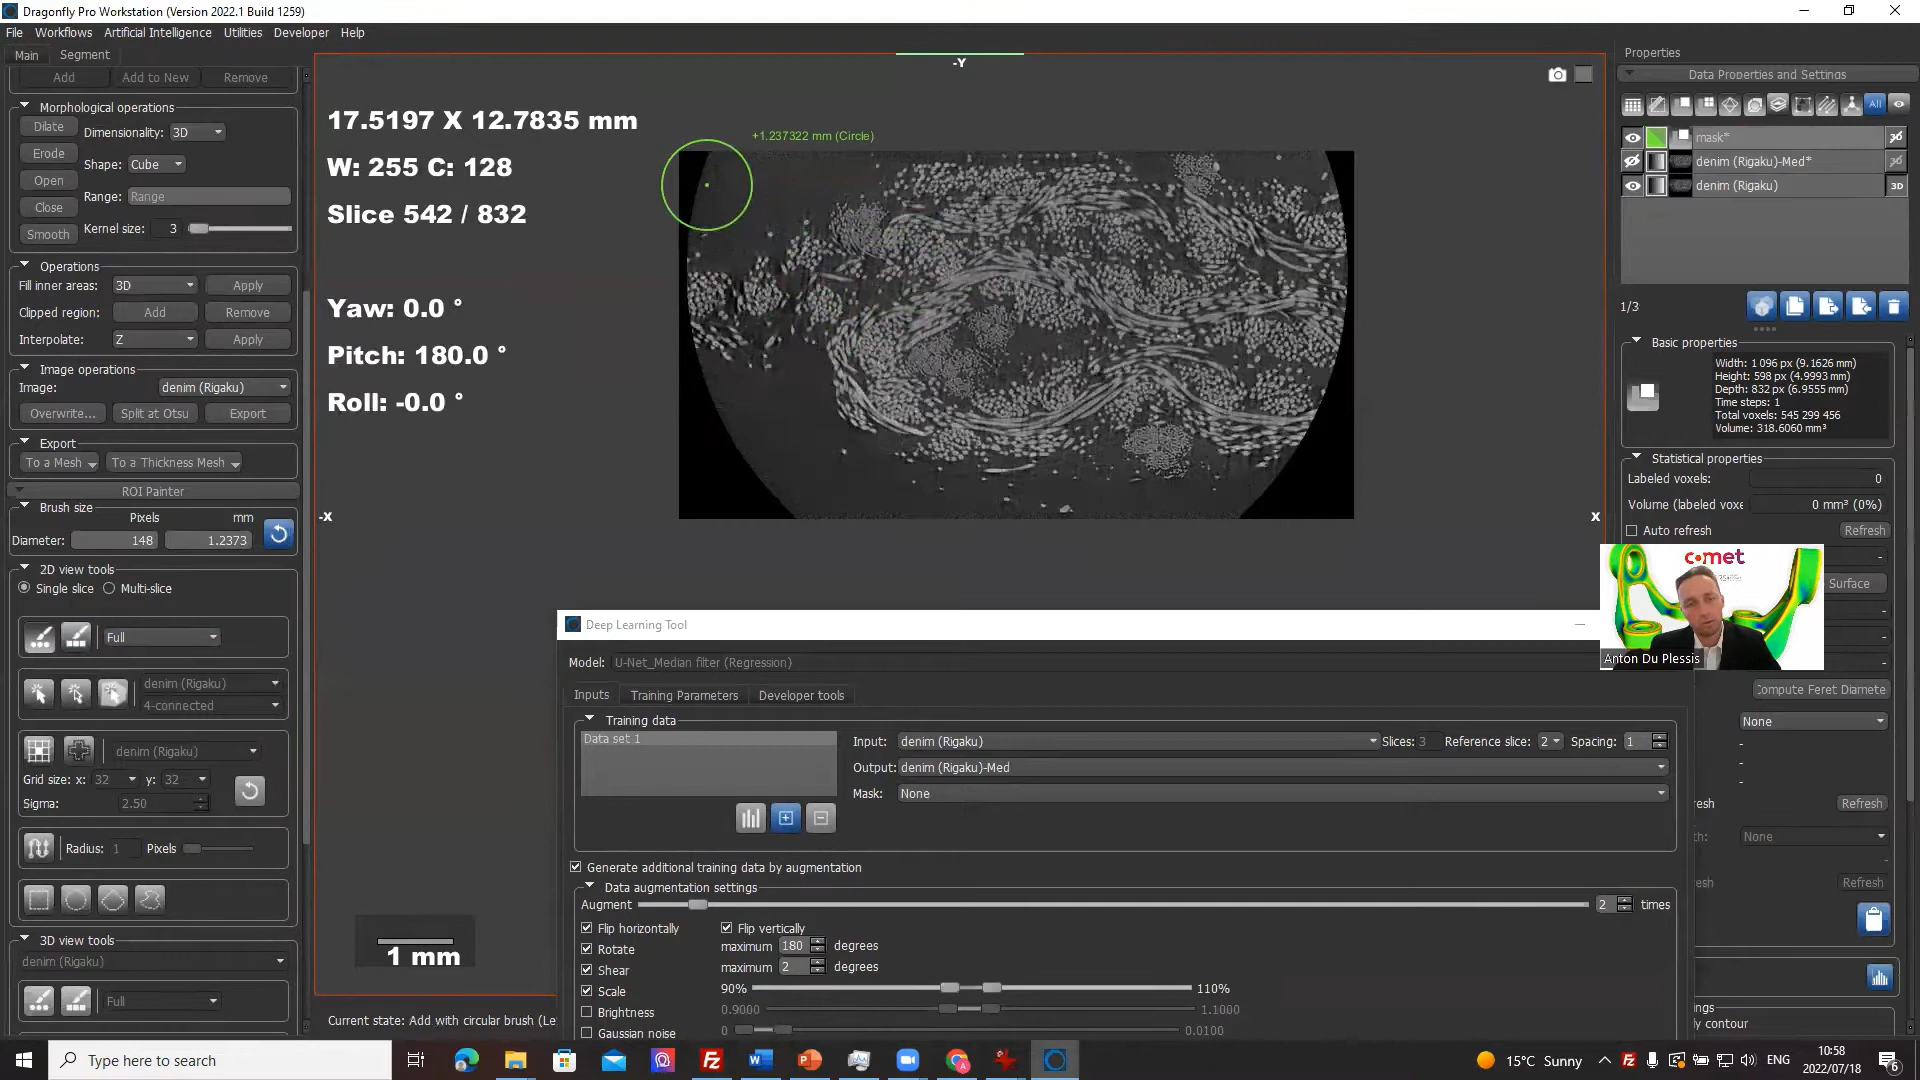 Dragonfly Pro Workstation (Version 2022.1 Build 1259)
File Workflows Artificial Intelligence Utilities Developer Help
Main Segment
Add Add to New Remove
Morphological operations
Dilate Dimensionality: 3D
Erode Shape: Cube
Open Range: Range
Close Kernel size: 3
Smooth
Operations
Fill inner areas: 3D Apply
Clipped region: Add Remove
Interpolate: Z Apply
Image operations
Image: denim (Rigaku)
Overwrite... Split at Otsu Export
Export
To a Mesh To a Thickness Mesh
ROI Painter
Brush size
Pixels mm
Diameter: 148 1.2373
2D view tools
Single slice Multi-slice
Full
denim (Rigaku)
4-connected
denim (Rigaku)
Grid size: x: 32 y: 32
Sigma: 2.50
Radius: 1 Pixels
3D view tools
denim (Rigaku)
Full
-Y
17.5197 X 12.7835 mm
W: 255 C: 128
Slice 542 / 832
Yaw: 0.0 °
Pitch: 180.0 °
Roll: -0.0 °
+1.237322 mm (Circle)
-X
X
1 mm
Current state: Add with circular brush (Le
Deep Learning Tool
Model: U-Net_Median filter (Regression)
Inputs Training Parameters Developer tools
Training data
Data set 1
Input: denim (Rigaku) Slices: 3 Reference slice: 2 Spacing: 1
Output: denim (Rigaku)-Med
Mask: None
Generate additional training data by augmentation
Data augmentation settings
Augment 2 times
Flip horizontally Flip vertically
Rotate maximum 180 degrees
Shear maximum 2 degrees
Scale 90% 110%
Brightness 0.9000 1.1000
Gaussian noise 0 0.0100
Properties
Data Properties and Settings
All
mask*
denim (Rigaku)-Med*
denim (Rigaku) 3D
1/3
Basic properties
Width: 1 096 px (9.1626 mm)
Height: 598 px (4.9993 mm)
Depth: 832 px (6.9555 mm)
Time steps: 1
Total voxels: 545 299 456
Volume: 318.6060 mm³
Statistical properties
Labeled voxels: 0
Volume (labeled voxe 0 mm³ (0%)
Auto refresh Refresh
comet
Surface
Anton Du Plessis
Compute Feret Diamete
None
resh Refresh
th: None
esh Refresh
ngs
y contour
Type here to search
15°C Sunny
ENG
10:58
2022/07/18
6